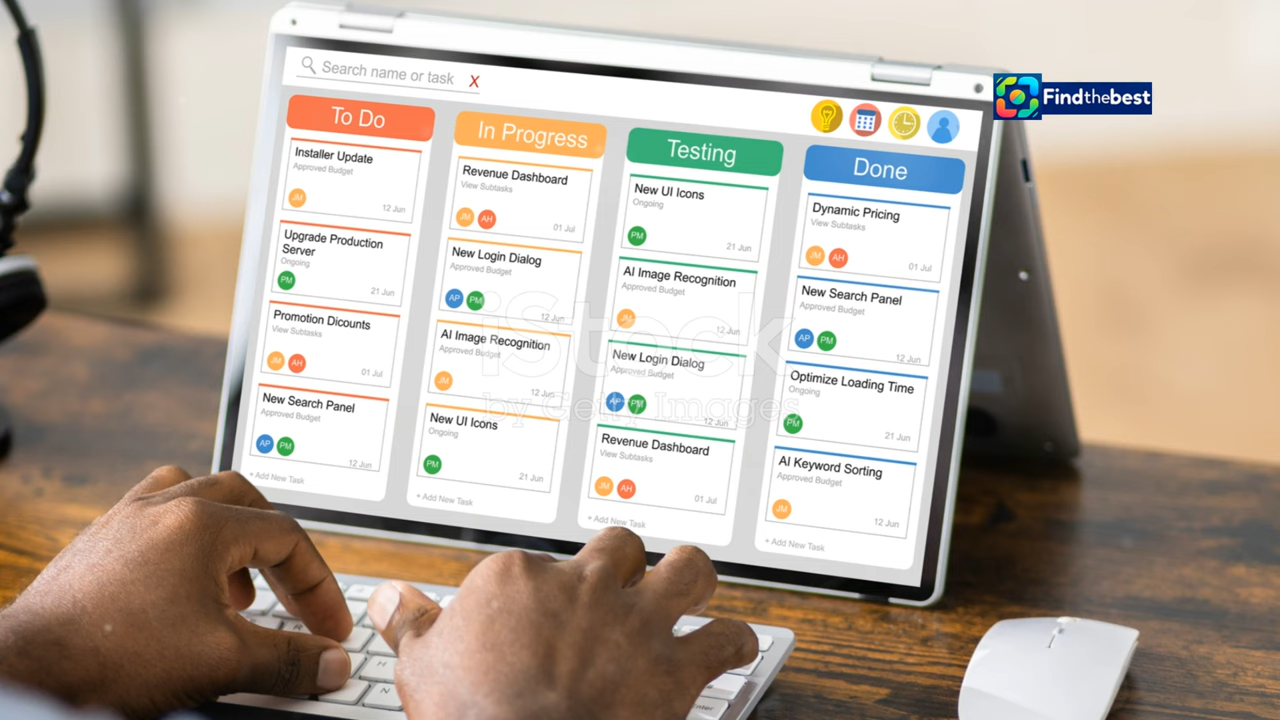 Search name or task X
Findthebest
To Do
Installer Update
Approved Budget
JM
12 Jun
Upgrade Production
Server
Ongoing
PM
21 Jun
Promotion Dicounts
View Subtasks
JM AH
01 Jul
New Search Panel
Approved Budget
AP PM
12 Jun
+ Add New Task
In Progress
Revenue Dashboard
View Subtasks
JM AH
01 Jul
New Login Dialog
Approved Budget
AP PM
12 Jun
AI Image Recognition
Approved Budget
JM
12 Jun
New UI Icons
Ongoing
PM
21 Jun
+ Add New Task
Testing
New UI Icons
Ongoing
PM
21 Jun
AI Image Recognition
Approved Budget
JM
12 Jun
New Login Dialog
Approved Budget
AP PM
12 Jun
Revenue Dashboard
View Subtasks
JM AH
01 Jul
+ Add New Task
Done
Dynamic Pricing
View Subtasks
JM AH
01 Jul
New Search Panel
Approved Budget
AP PM
12 Jun
Optimize Loading Time
Ongoing
PM
21 Jun
AI Keyword Sorting
Approved Budget
JM
12 Jun
+ Add New Task
iStock
by Getty Images
H
N